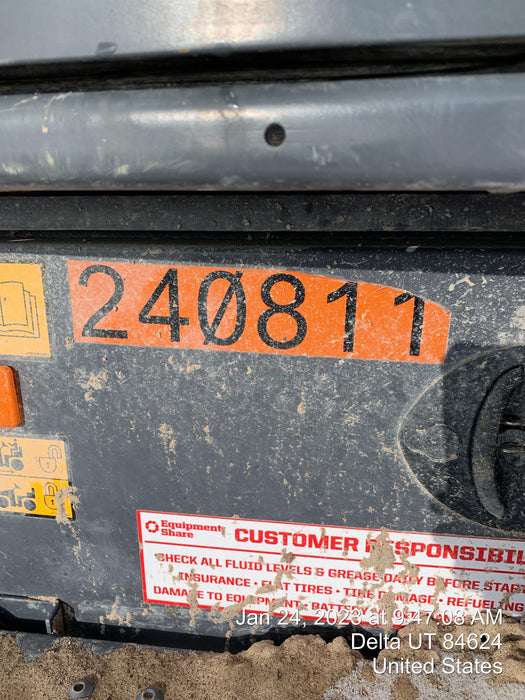 240811
Equipment
Share
CUSTOMER RESPONSIBIL
CHECK ALL FLUID LEVELS & GREASE DAILY BEFORE START
INSURANCE • FLAT TIRES • TIRE DAMAGE • REFUELING
DAMAGE TO EQUIPMENT • BATTERY
Jan 24, 2023 at 9:47:08 AM
Delta UT 84624
United States